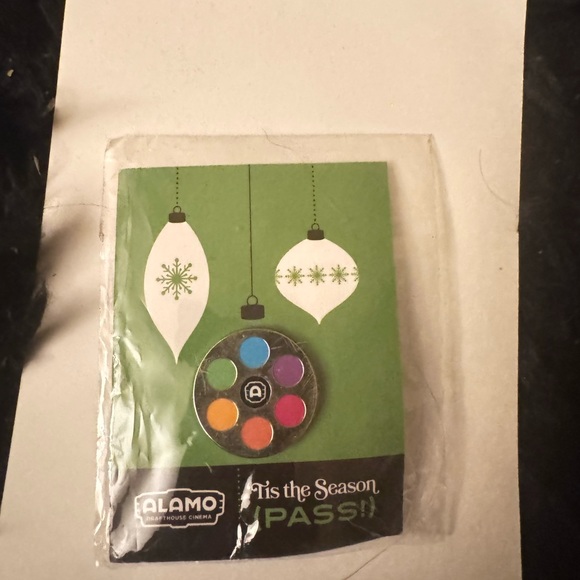 A
ALAMO
DRAFTHOUSE CINEMA
'Tis the Season
(PASS!)